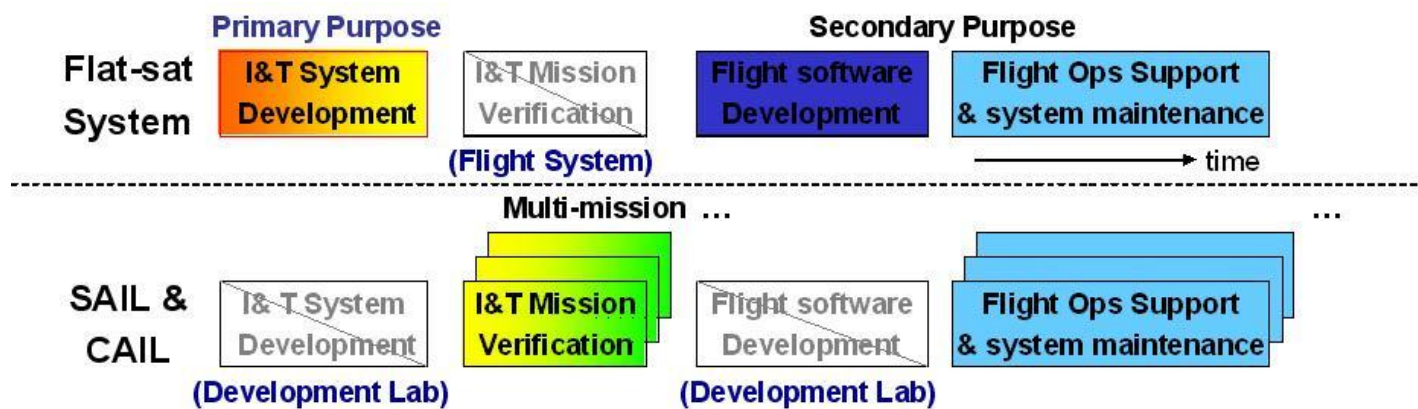 Primary Purpose
Secondary Purpose
Flat-sat
System
I&T System
Development
I&T Mission
Verification
(Flight System)
Flight software
Development
Flight Ops Support
& system maintenance
time
Multi-mission ...
...
SAIL &
CAIL
I& T System
Development
(Development Lab)
I&T Mission
Verification
Flight software
Development
(Development Lab)
Flight Ops Support
& system maintenance